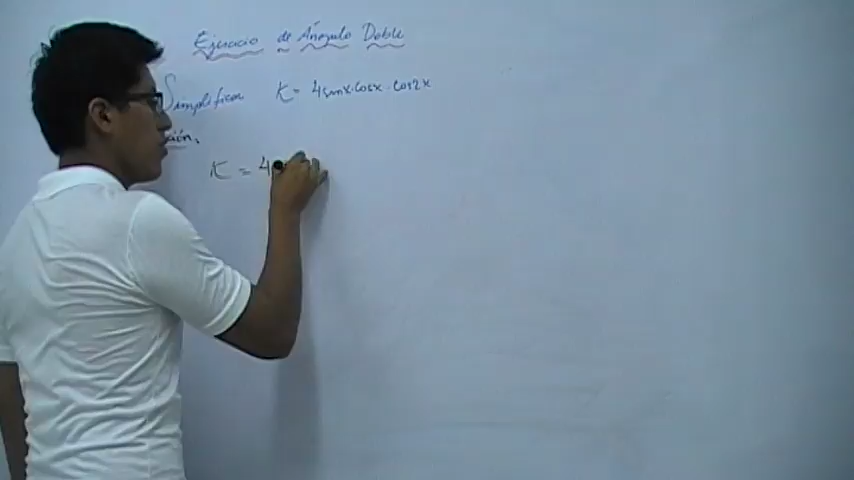 Ejercicio de Ángulo Doble
Simplificar K = 4senx.cosx.cos2x
ción.
K = 4